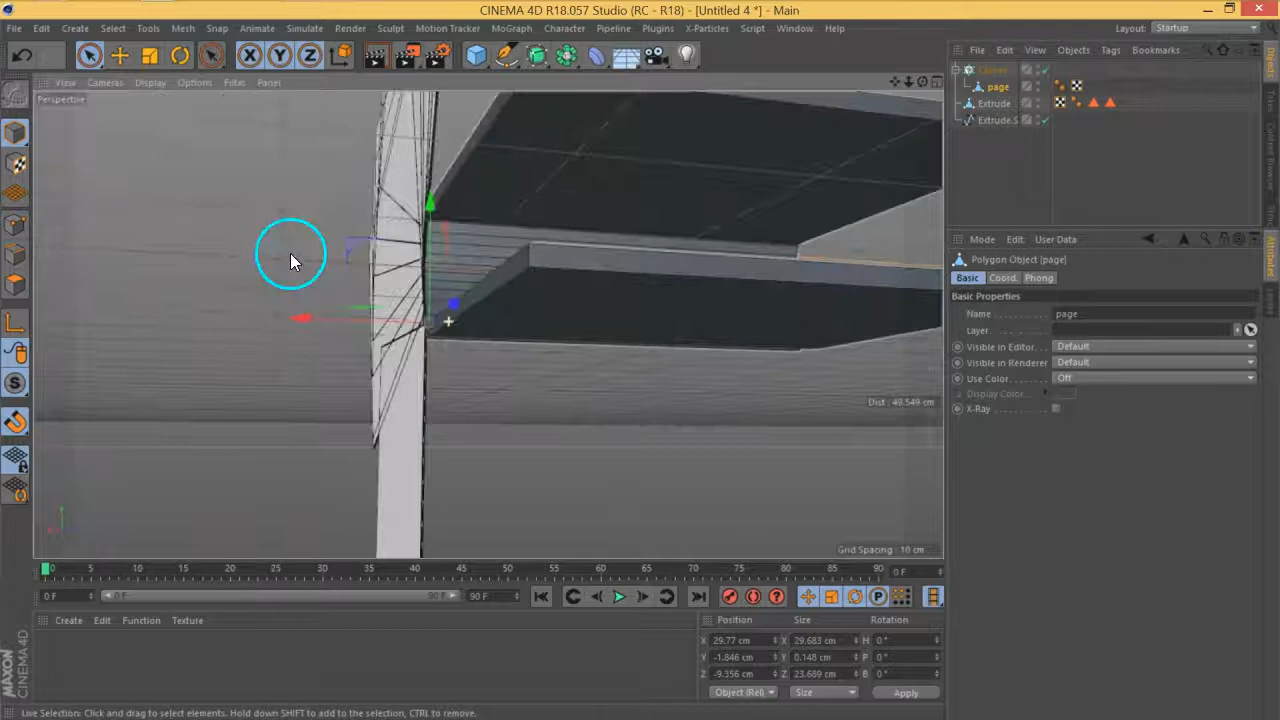 CINEMA 4D R18.057 Studio (RC - R18) - [Untitled 4 *] - Main
File Edit Create Select Tools Mesh Snap Animate Simulate Render Sculpt Motion Tracker MoGraph Character Pipeline Plugins X-Particles Script Window Help
Layout: Startup
X Y Z
File Edit View Objects Tags Bookmarks
View Cameras Display Options Filter Panel
Perspective
page
Extrude
Extrude.S
Objects
Takes
Attributes
Mode Edit User Data
Polygon Object [page]
Basic Coord. Phong
Basic Properties
Name page
Layer
Visible in Editor Default
Visible in Renderer Default
Use Color Off
Display Color
X-Ray
Dist : 49.549 cm
Grid Spacing : 10 cm
0 5 10 15 20 25 30 35 40 45 50 55 60 65 70 75 80 85 90 0 F
0 F 0 F 90 F 90 F
Create Edit Function Texture
Position Size Rotation
X 29.77 cm X 29.683 cm H 0°
Y -1.846 cm Y 0.148 cm P 0°
Z -9.356 cm Z 23.689 cm B 0°
Object (Rel) Size Apply
MAXON CINEMA 4D
Live Selection: Click and drag to select elements. Hold down SHIFT to add to the selection, CTRL to remove.